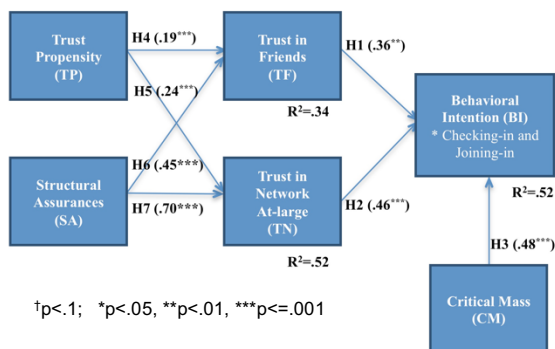 Trust
Propensity
(TP)
H4 (.19***)
Trust in
Friends
(TF)
H1 (.36**)
H5 (.24***)
R²=.34
Behavioral
Intention (BI)
* Checking-in and
Joining-in
Structural
Assurances
(SA)
H6 (.45***)
H7 (.70***)
Trust in
Network
At-large
(TN)
H2 (.46***)
R²=.52
R²=.52
H3 (.48***)
Critical Mass
(CM)
†p<.1; *p<.05, **p<.01, ***p<=.001